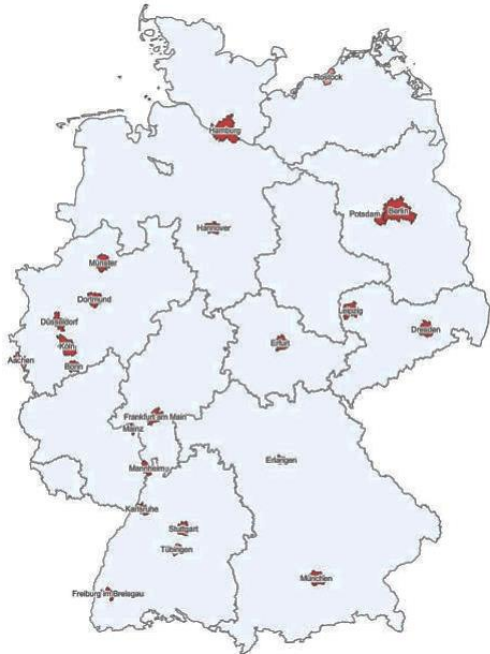 Rostock
Hamburg
Potsdam
Berlin
Hannover
Münster
Dortmund
Düsseldorf
Leipzig
Dresden
Köln
Erfurt
Aachen
Bonn
Frankfurt am Main
Mainz
Erlangen
Mannheim
Karlsruhe
Stuttgart
Tübingen
München
Freiburg im Breisgau